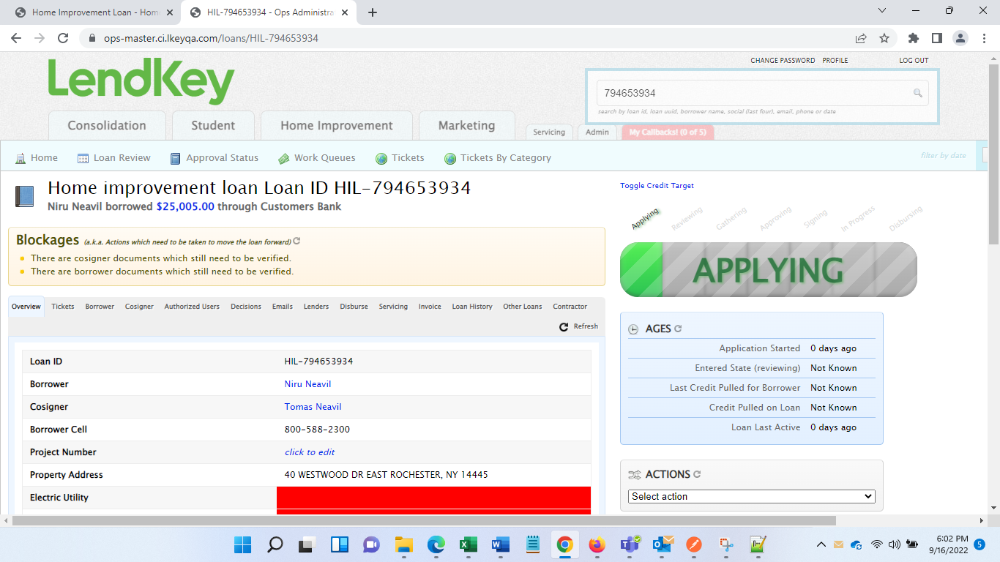 Home Improvement Loan - Hom
HIL-794653934 - Ops Administra
ops-master.ci.lkeyqa.com/loans/HIL-794653934
CHANGE PASSWORD PROFILE LOG OUT
LendKey
794653934
search by loan id, loan uuid, borrower name, social (last four), email, phone or date
Consolidation Student Home Improvement Marketing Servicing Admin My Callbacks! (0 of 5)
Home Loan Review Approval Status Work Queues Tickets Tickets By Category filter by date
Home improvement loan Loan ID HIL-794653934
Niru Neavil borrowed $25,005.00 through Customers Bank
Toggle Credit Target
Applying Reviewing Gathering Approving Signing In Progress Disbursing
APPLYING
Blockages (a.k.a. Actions which need to be taken to move the loan forward)
There are cosigner documents which still need to be verified.
There are borrower documents which still need to be verified.
Overview Tickets Borrower Cosigner Authorized Users Decisions Emails Lenders Disburse Servicing Invoice Loan History Other Loans Contractor
Refresh
Loan ID HIL-794653934
Borrower Niru Neavil
Cosigner Tomas Neavil
Borrower Cell 800-588-2300
Project Number click to edit
Property Address 40 WESTWOOD DR EAST ROCHESTER, NY 14445
Electric Utility
AGES
Application Started 0 days ago
Entered State (reviewing) Not Known
Last Credit Pulled for Borrower Not Known
Credit Pulled on Loan Not Known
Loan Last Active 0 days ago
ACTIONS
Select action
6:02 PM
9/16/2022
5